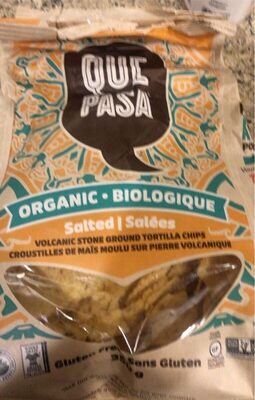 QUE
PASA
ORGANIC • BIOLOGIQUE
Salted | Salées
VOLCANIC STONE GROUND TORTILLA CHIPS
CROUSTILLES DE MAÏS MOULU SUR PIERRE VOLCANIQUE
Gluten Sans Gluten